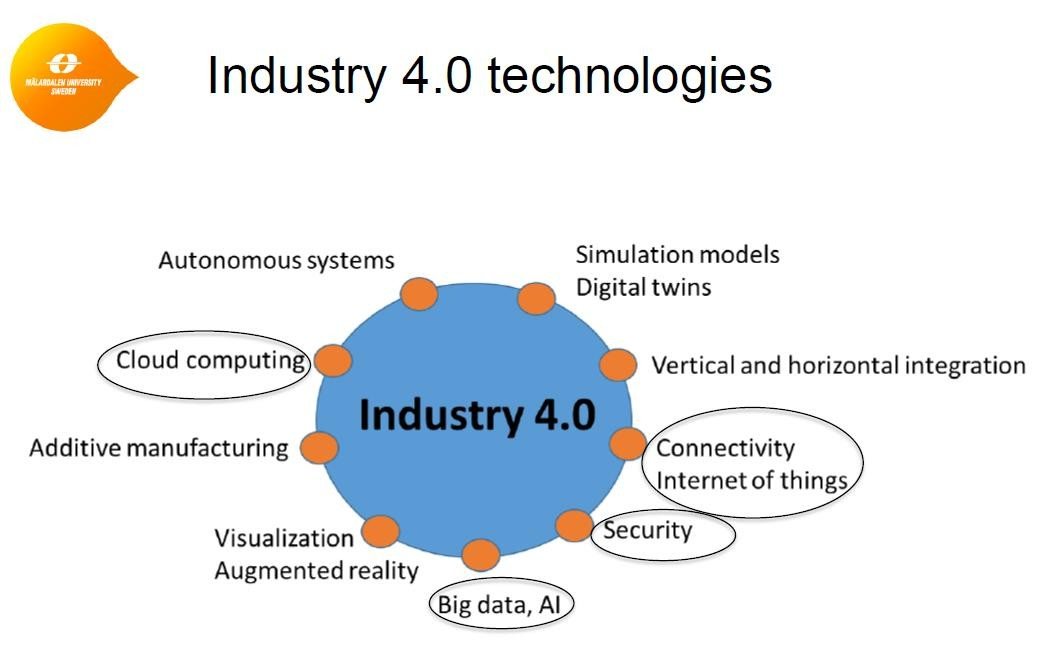 MÄLARDALEN UNIVERSITY
SWEDEN
Industry 4.0 technologies
Autonomous systems
Simulation models
Digital twins
Cloud computing
Vertical and horizontal integration
Industry 4.0
Additive manufacturing
Connectivity
Internet of things
Security
Visualization
Augmented reality
Big data, AI